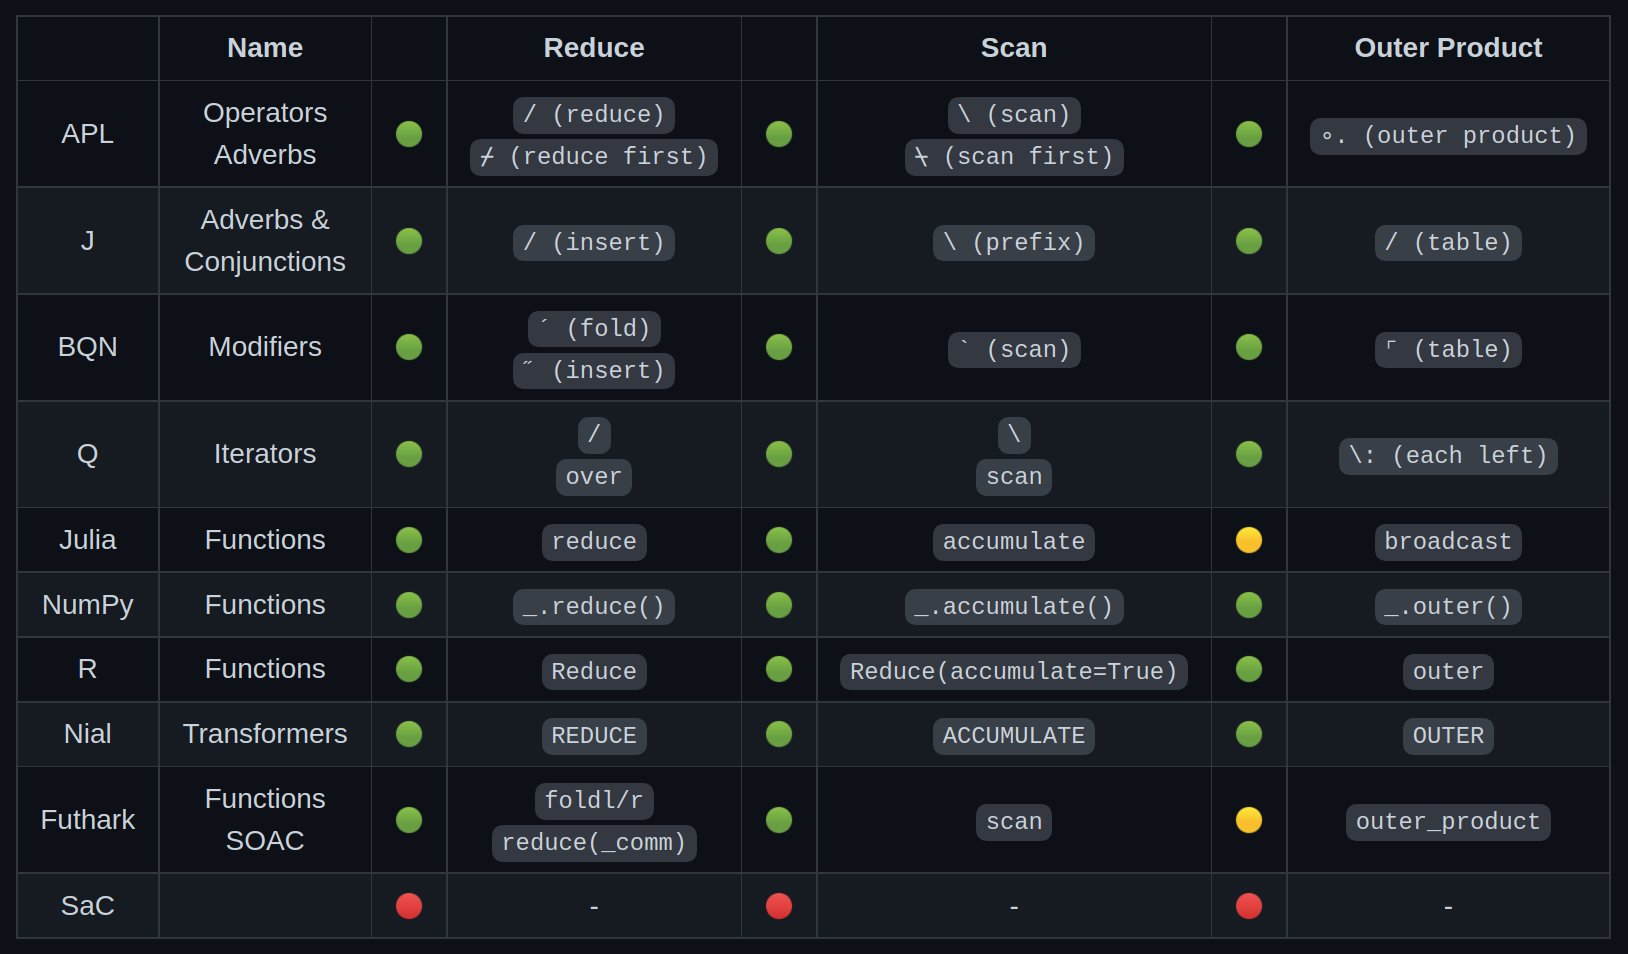 Name Reduce Scan Outer Product
APL
Operators
Adverbs
/ (reduce)
⌿ (reduce first)
\ (scan)
⍀ (scan first)
∘. (outer product)
J
Adverbs &
Conjunctions
/ (insert)
\ (prefix)
/ (table)
BQN
Modifiers
´ (fold)
˝ (insert)
` (scan)
⌜ (table)
Q
Iterators
/
over
\
scan
\: (each left)
Julia Functions reduce accumulate broadcast
NumPy Functions _.reduce() _.accumulate() _.outer()
R Functions Reduce Reduce(accumulate=True) outer
Nial Transformers REDUCE ACCUMULATE OUTER
Futhark
Functions
SOAC
foldl/r
reduce(_comm)
scan
outer_product
SaC - - -